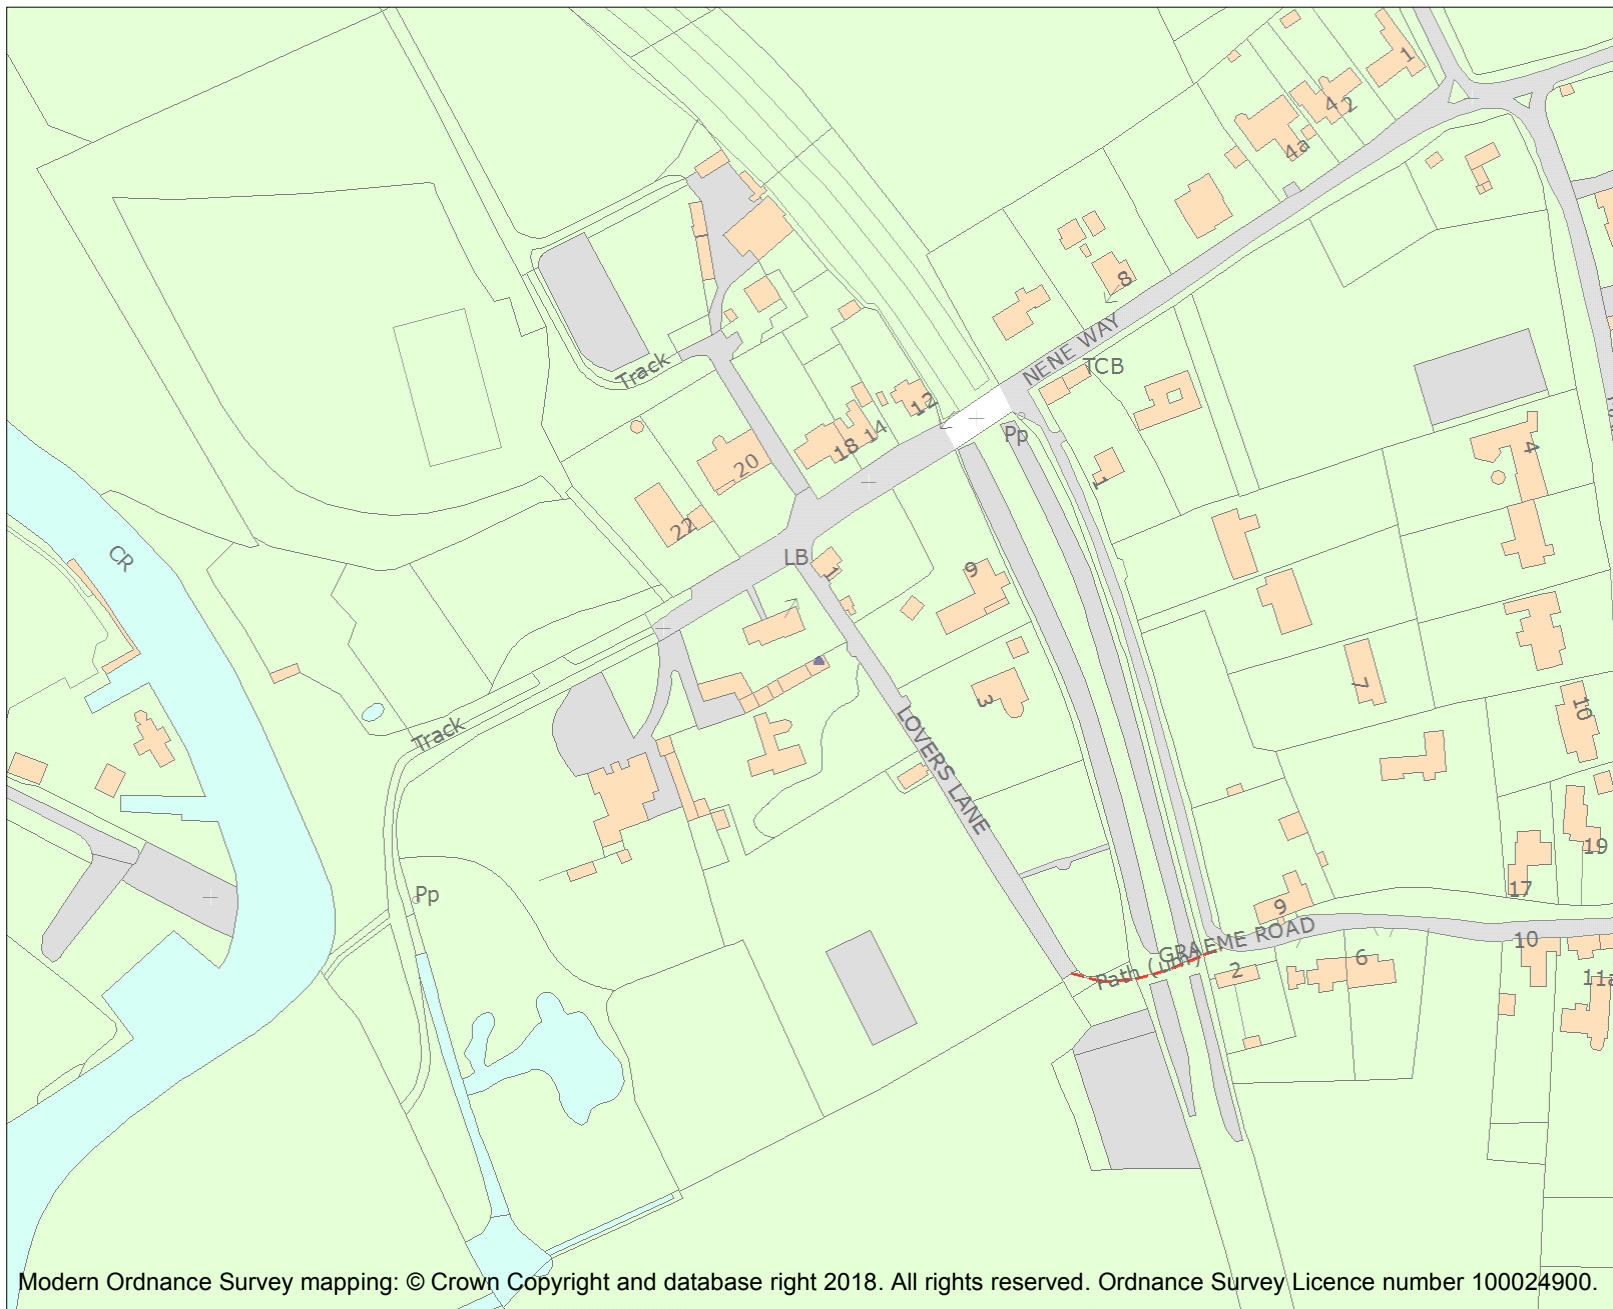 1
4
2
4a
8
NENE WAY
TCB
Track
12
Pp
14
18
20
4
1
22
CR
LB
1
9
7
3
10
LOVERS LANE
Track
19
17
Pp
9
GRAEME ROAD
Path (um)
2
6
10
11a
Modern Ordnance Survey mapping: © Crown Copyright and database right 2018. All rights reserved. Ordnance Survey Licence number 100024900.